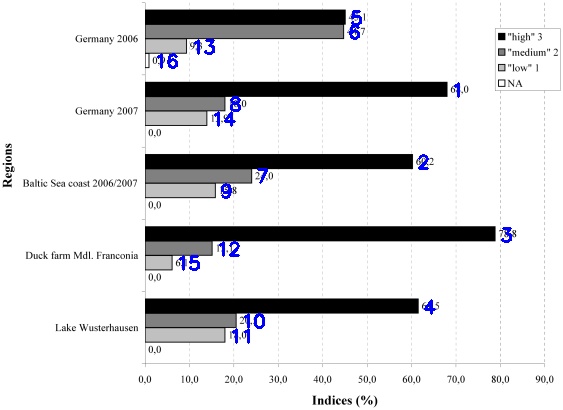 Germany 2006
5
6
13
16
Germany 2007
1
8
14
0,0
Baltic Sea coast 2006/2007
2
7
9
0,0
Duck farm Mdl. Franconia
3
12
15
0,0
Lake Wusterhausen
4
10
11
0,0
"high" 3
"medium" 2
"low" 1
NA
Regions
0,0 10,0 20,0 30,0 40,0 50,0 60,0 70,0 80,0 90,0
Indices (%)